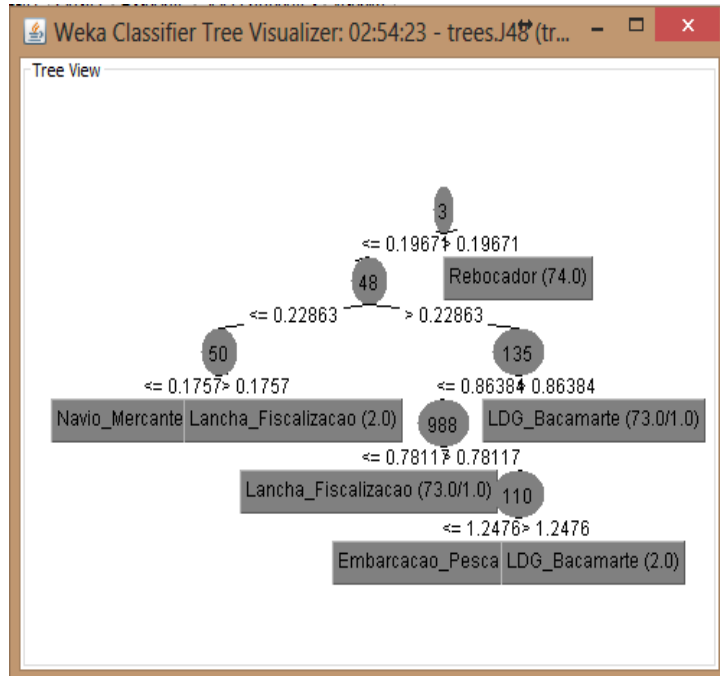 Weka Classifier Tree Visualizer: 02:54:23 - trees.J48 (tr...
Tree View
3
<= 0.19671 > 0.19671
48
Rebocador (74.0)
<= 0.22863 > 0.22863
50 135
<= 0.1757 > 0.1757 <= 0.86384 > 0.86384
Navio_Mercante Lancha_Fiscalizacao (2.0) 988 LDG_Bacamarte (73.0/1.0)
<= 0.78117 > 0.78117
Lancha_Fiscalizacao (73.0/1.0) 110
<= 1.2476 > 1.2476
Embarcacao_Pesca LDG_Bacamarte (2.0)